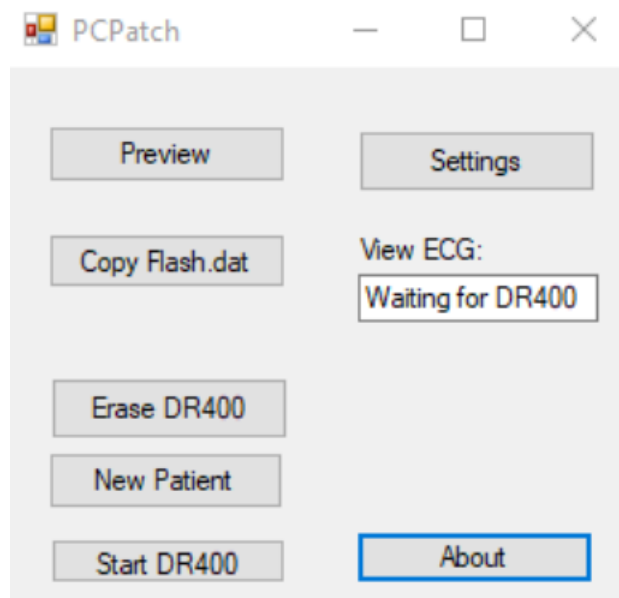 PCPatch
Preview
Settings
Copy Flash.dat
View ECG:
Waiting for DR400
Erase DR400
New Patient
Start DR400
About